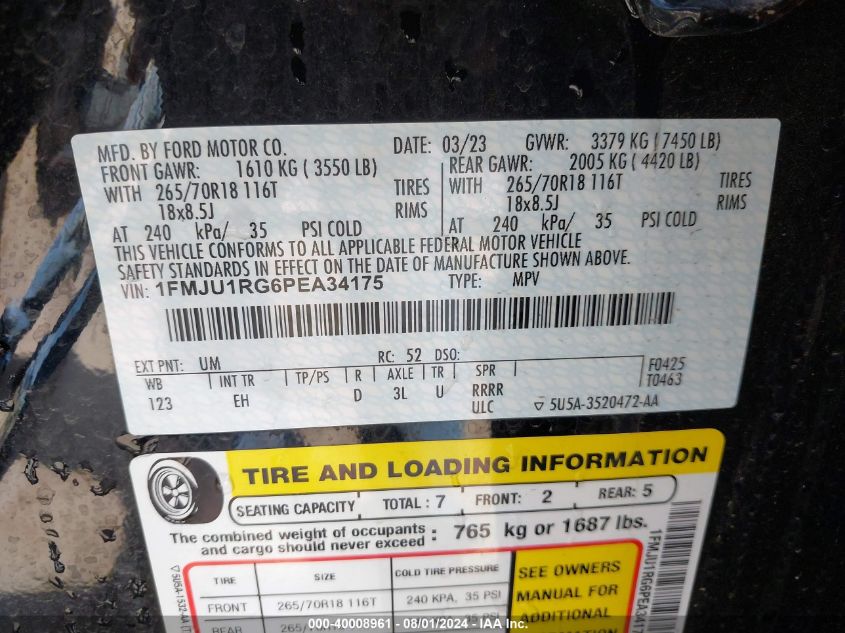 MFD. BY FORD MOTOR CO. DATE: 03/23 GVWR: 3379 KG ( 7450 LB)
FRONT GAWR: 1610 KG ( 3550 LB) REAR GAWR: 2005 KG ( 4420 LB)
WITH 265/70R18 116T TIRES WITH 265/70R18 116T TIRES
18x8.5J RIMS 18x8.5J RIMS
AT 240 kPa/ 35 PSI COLD AT 240 kPa/ 35 PSI COLD
THIS VEHICLE CONFORMS TO ALL APPLICABLE FEDERAL MOTOR VEHICLE
SAFETY STANDARDS IN EFFECT ON THE DATE OF MANUFACTURE SHOWN ABOVE.
VIN: 1FMJU1RG6PEA34175 TYPE: MPV
EXT PNT: UM RC: 52 DSO: F0425
WB INT TR TP/PS R AXLE TR SPR T0463
123 EH D 3L U RRRR
ULC ▽ 5U5A-3520472-AA
TIRE AND LOADING INFORMATION
SEATING CAPACITY TOTAL : 7 FRONT: 2 REAR: 5
The combined weight of occupants and cargo should never exceed : 765 kg or 1687 lbs.
TIRE SIZE COLD TIRE PRESSURE SEE OWNERS
FRONT 265/70R18 116T 240 KPA, 35 PSI MANUAL FOR
REAR ADDITIONAL
1FMJU1RG6PEA3417
000-40008961 - 08/01/2024 - IAAI.COM